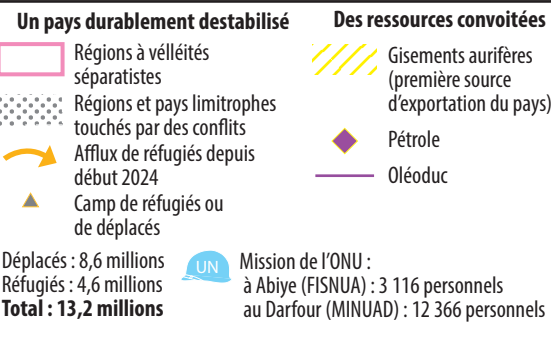 Un pays durablement destabilisé
Régions à vélléités
séparatistes
Régions et pays limitrophes
touchés par des conflits
Afflux de réfugiés depuis
début 2024
Camp de réfugiés ou
de déplacés
Des ressources convoitées
Gisements aurifères
(première source
d'exportation du pays)
Pétrole
Oléoduc
Déplacés : 8,6 millions
Réfugiés : 4,6 millions
Total : 13,2 millions
UN
Mission de l'ONU :
à Abiye (FISNUA) : 3 116 personnels
au Darfour (MINUAD) : 12 366 personnels